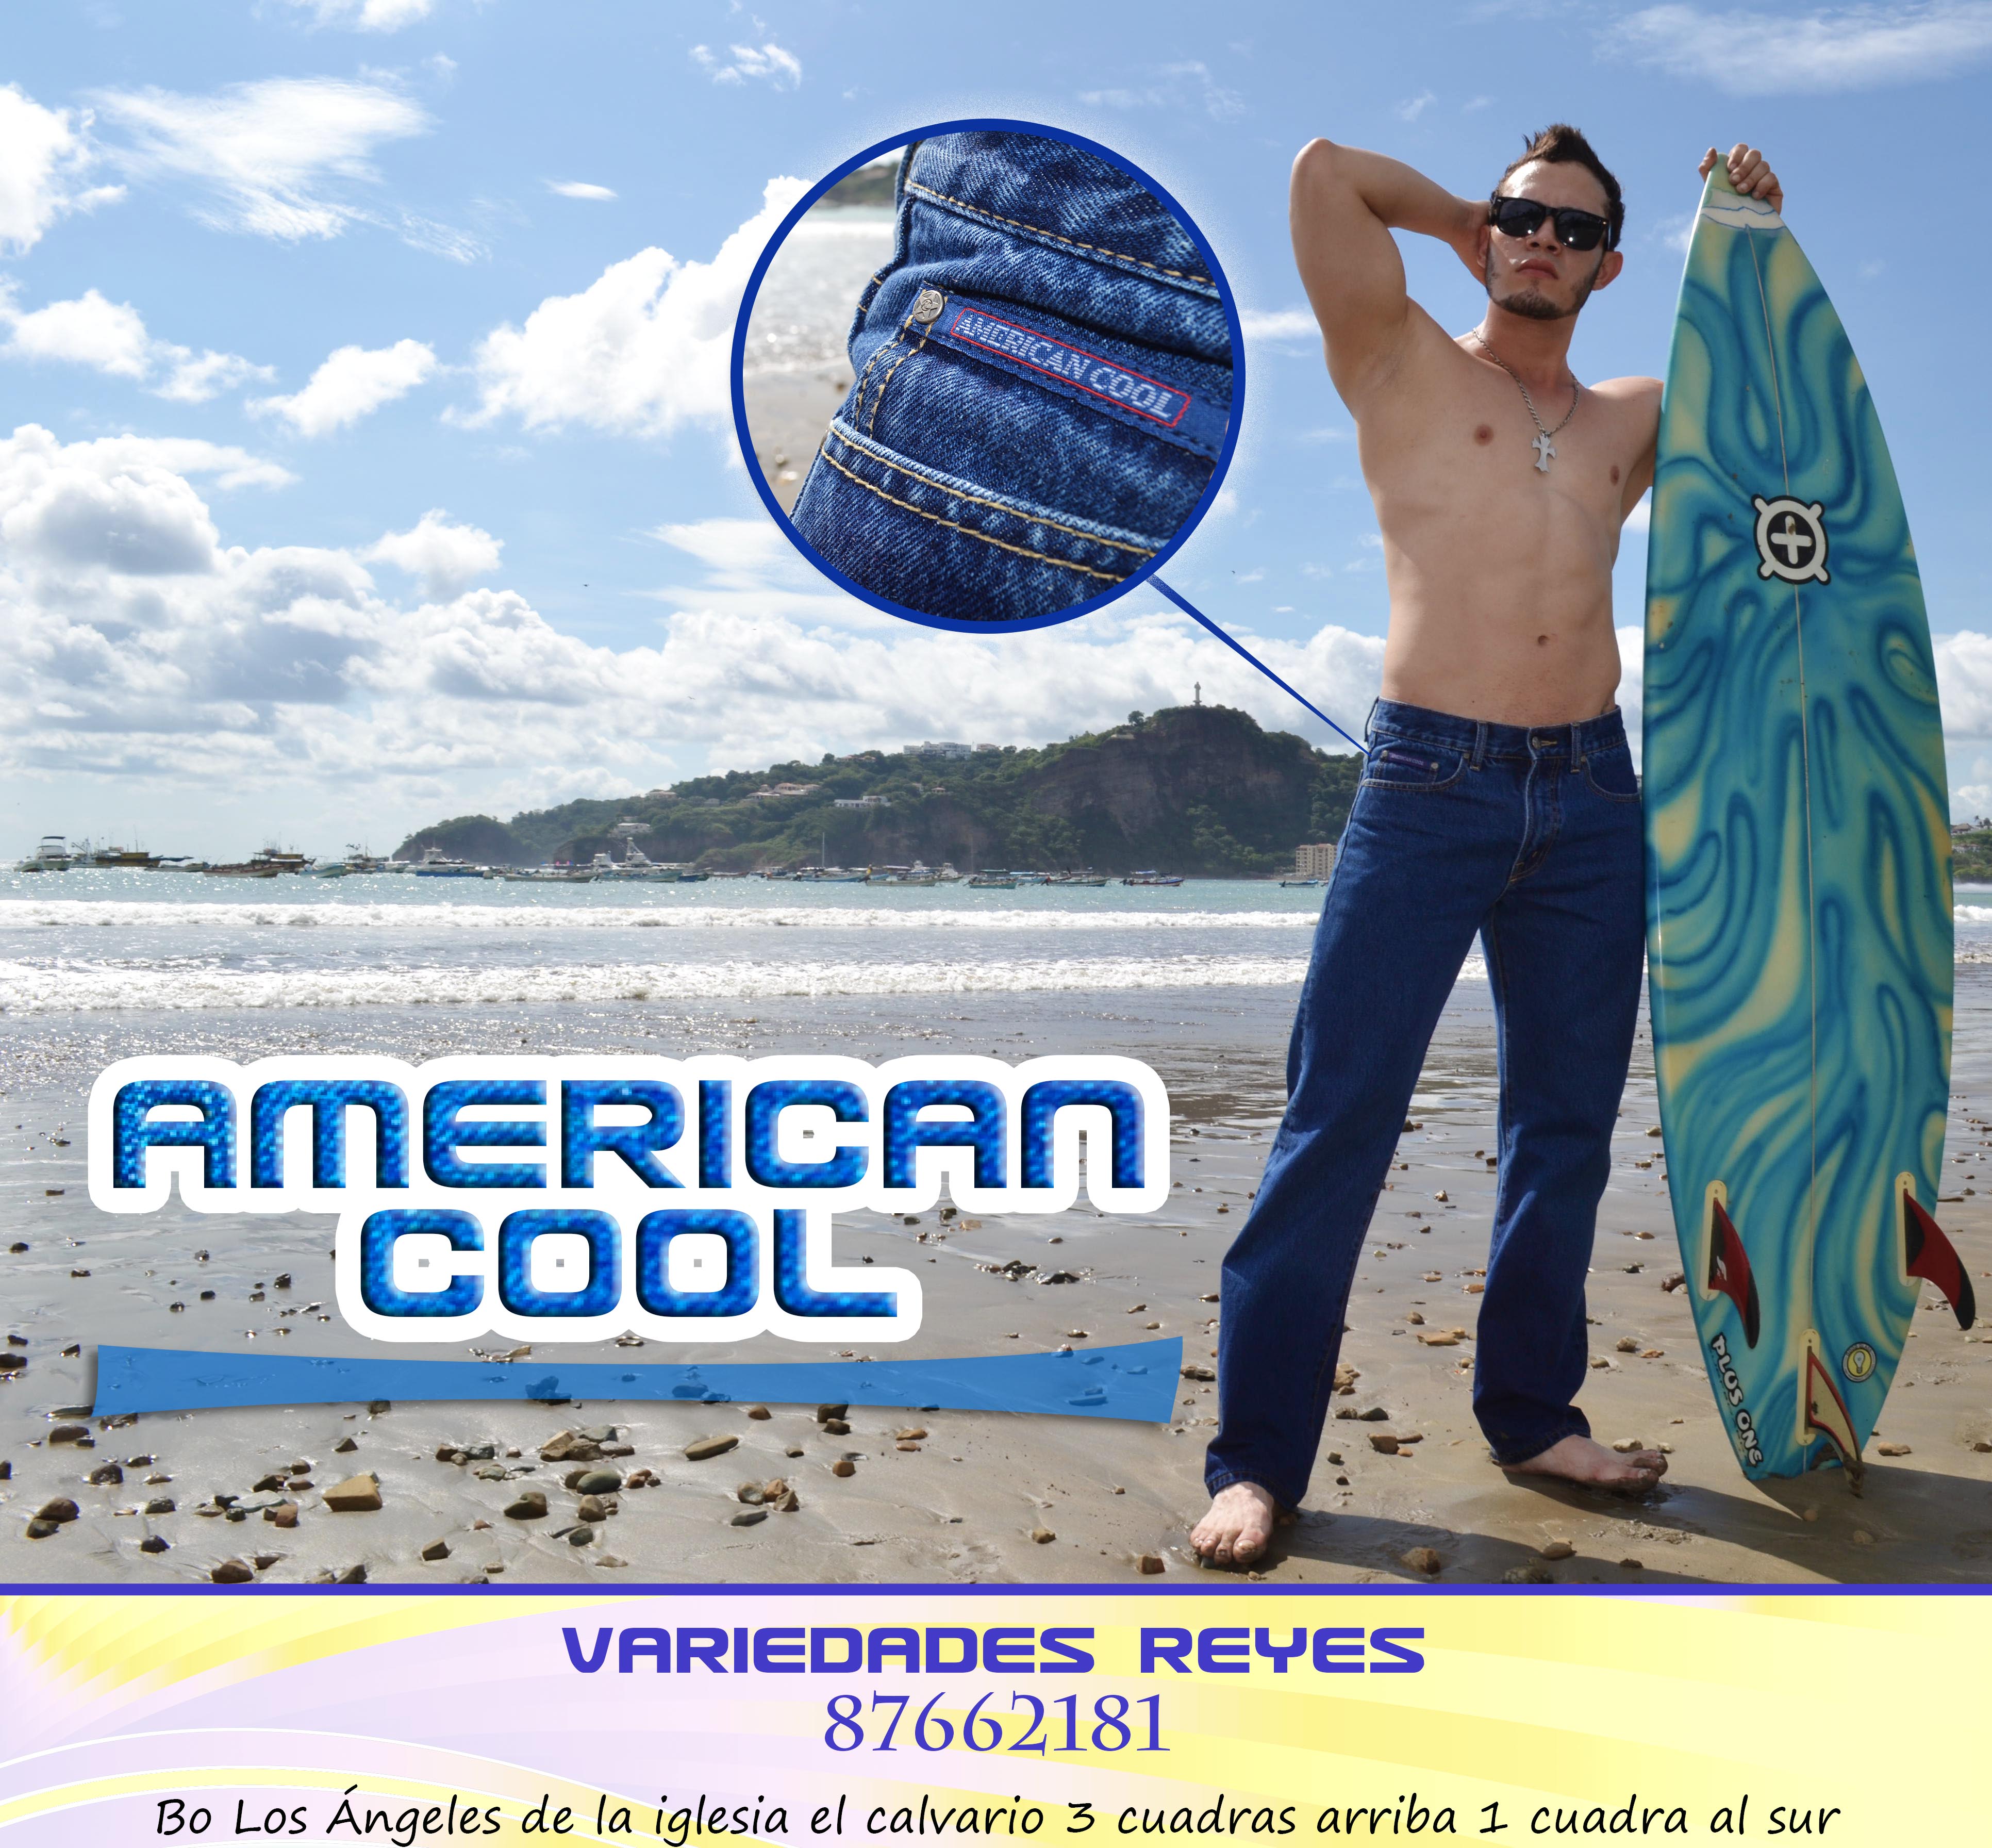 AMERICAN COOL
AMERICAN
COOL
PLUS ONE
VARIEDADES REYES
87662181
Bo Los Ángeles de la iglesia el calvario 3 cuadras arriba 1 cuadra al sur